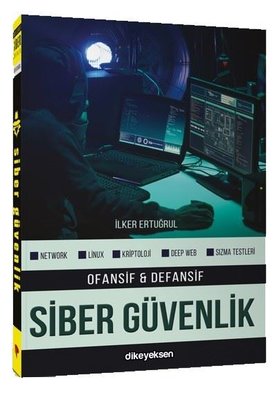 İLKER ERTUĞRUL
NETWORK
LİNUX
KRİPTOLOJİ
DEEP WEB
SIZMA TESTLERİ
OFANSİF & DEFANSİF
SİBER GÜVENLİK
dikeyeksen
siber güvenlik